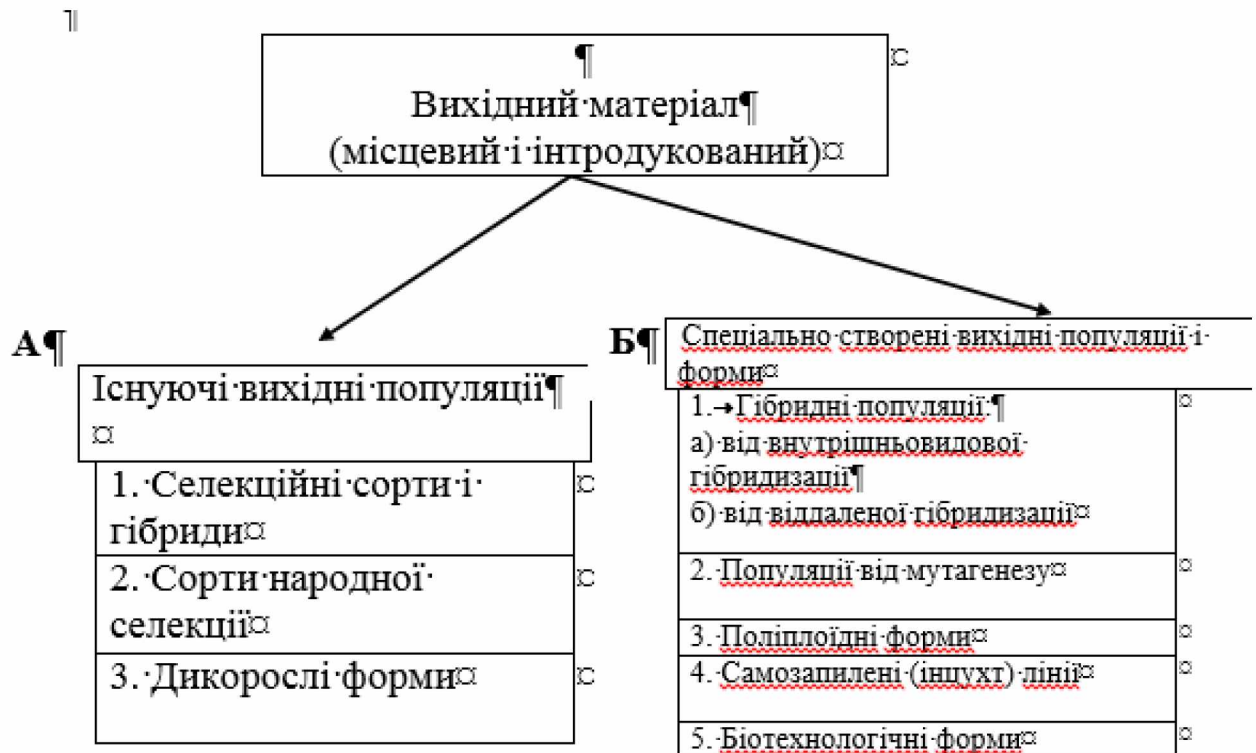 Вихідний матеріал
(місцевий і інтродукований)
А
Існуючі вихідні популяції
1. Селекційні сорти і
гібриди
2. Сорти народної
селекції
3. Дикорослі форми
Б
Спеціально створені вихідні популяції і
форми
1. Гібридні популяції:
а) від внутрішньовидової
гібридизації
б) від віддаленої гібридизації
2. Популяції від мутагенезу
3. Поліплоїдні форми
4. Самозапилені (інцухт) лінії
5. Біотехнологічні форми